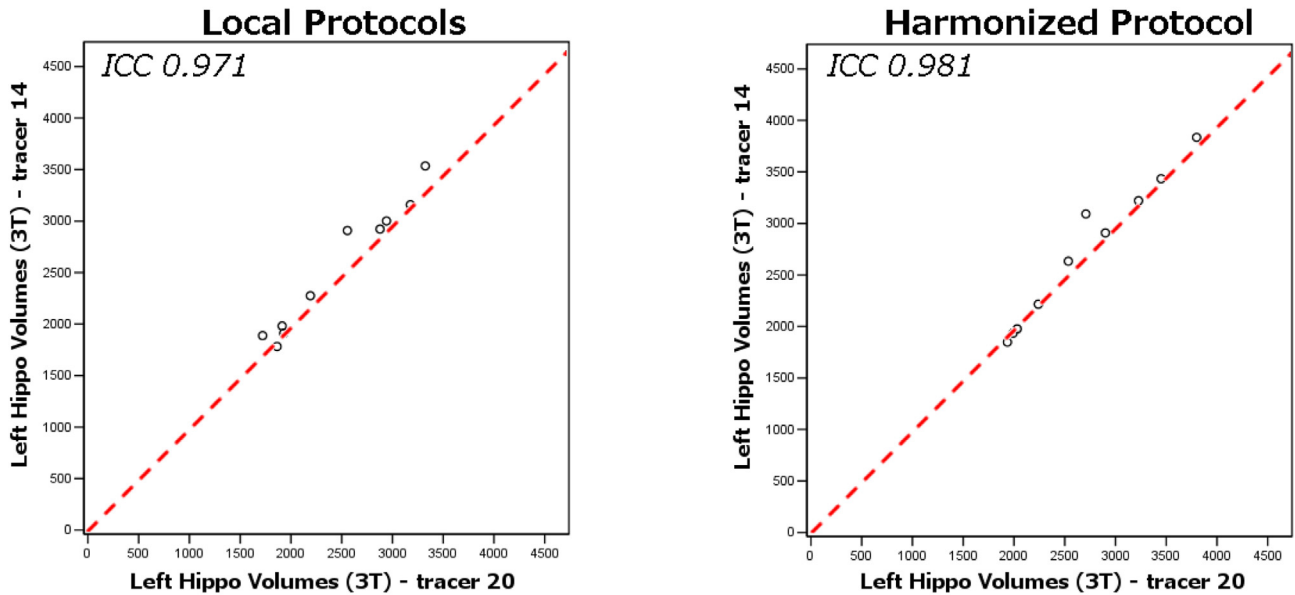 Local Protocols
ICC 0.971
Left Hippo Volumes (3T) - tracer 14
4500
4000
3500
3000
2500
2000
1500
1000
500
0
0 500 1000 1500 2000 2500 3000 3500 4000 4500
Left Hippo Volumes (3T) - tracer 20
Harmonized Protocol
ICC 0.981
Left Hippo Volumes (3T) - tracer 14
4500
4000
3500
3000
2500
2000
1500
1000
500
0
0 500 1000 1500 2000 2500 3000 3500 4000 4500
Left Hippo Volumes (3T) - tracer 20